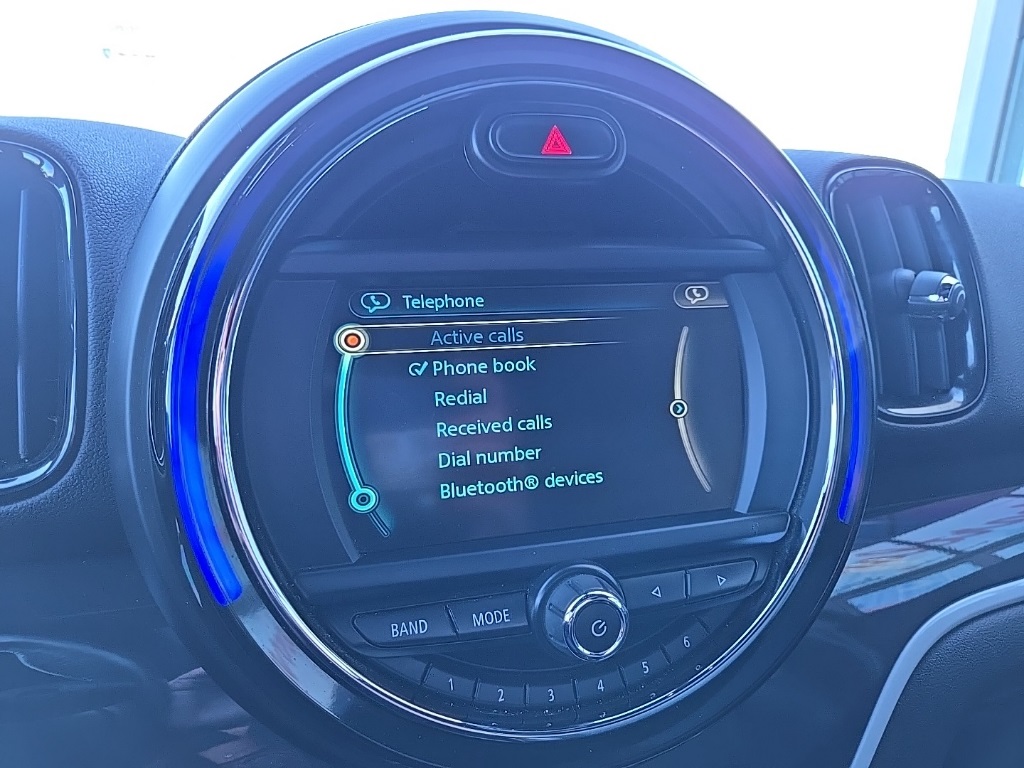 Telephone
Active calls
Phone book
Redial
Received calls
Dial number
Bluetooth® devices
BAND MODE
1 2 3 4 5 6